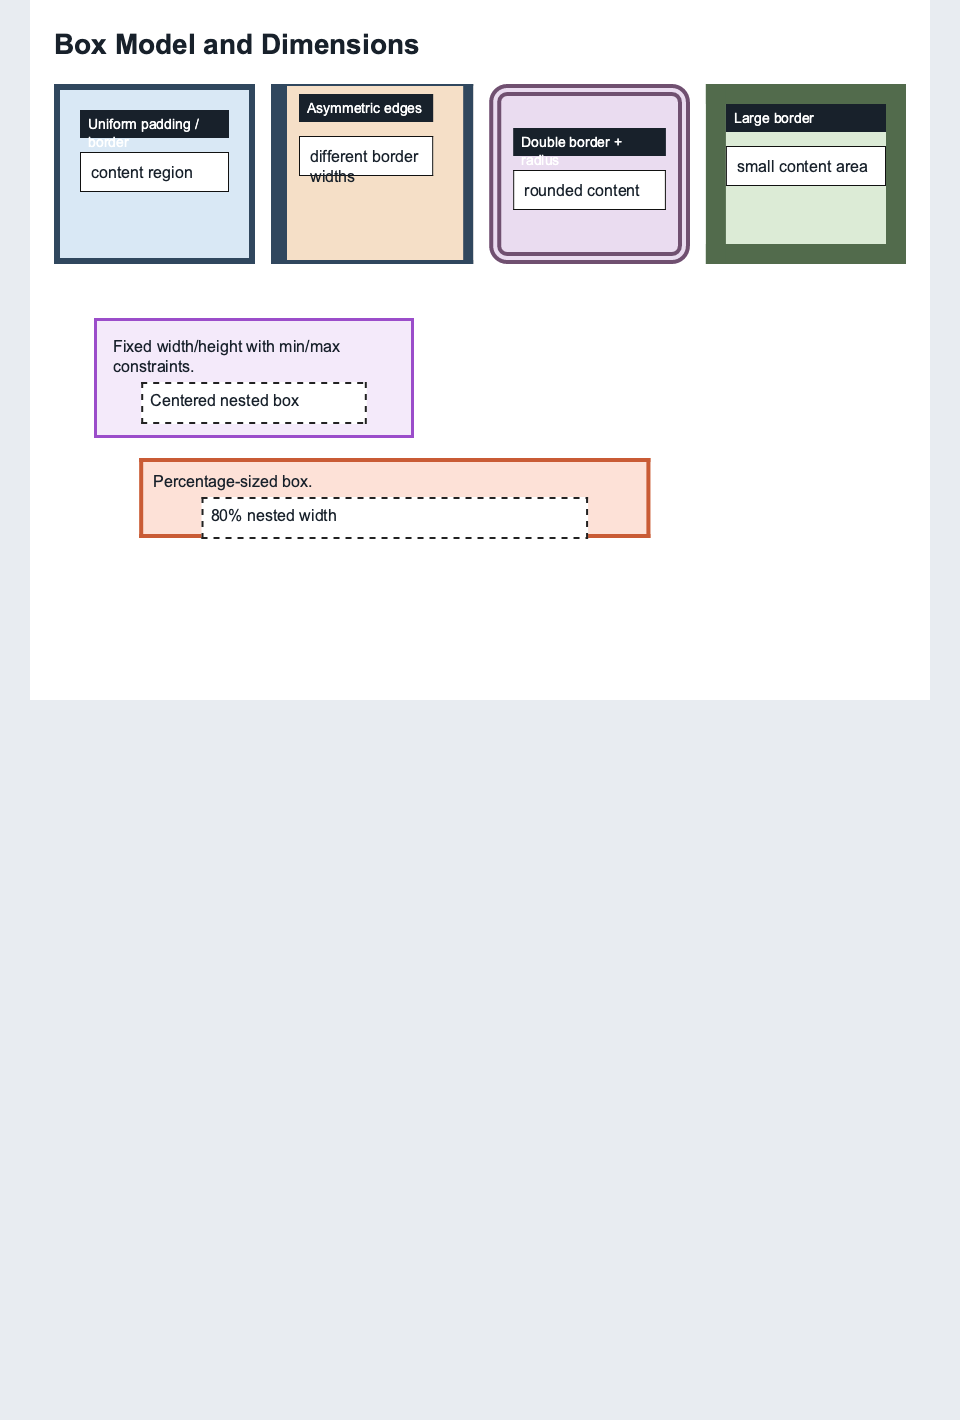 Box Model and Dimensions
Uniform padding /
border
content region
Asymmetric edges
different border
widths
Double border +
radius
rounded content
Large border
small content area
Fixed width/height with min/max
constraints.
Centered nested box
Percentage-sized box.
80% nested width